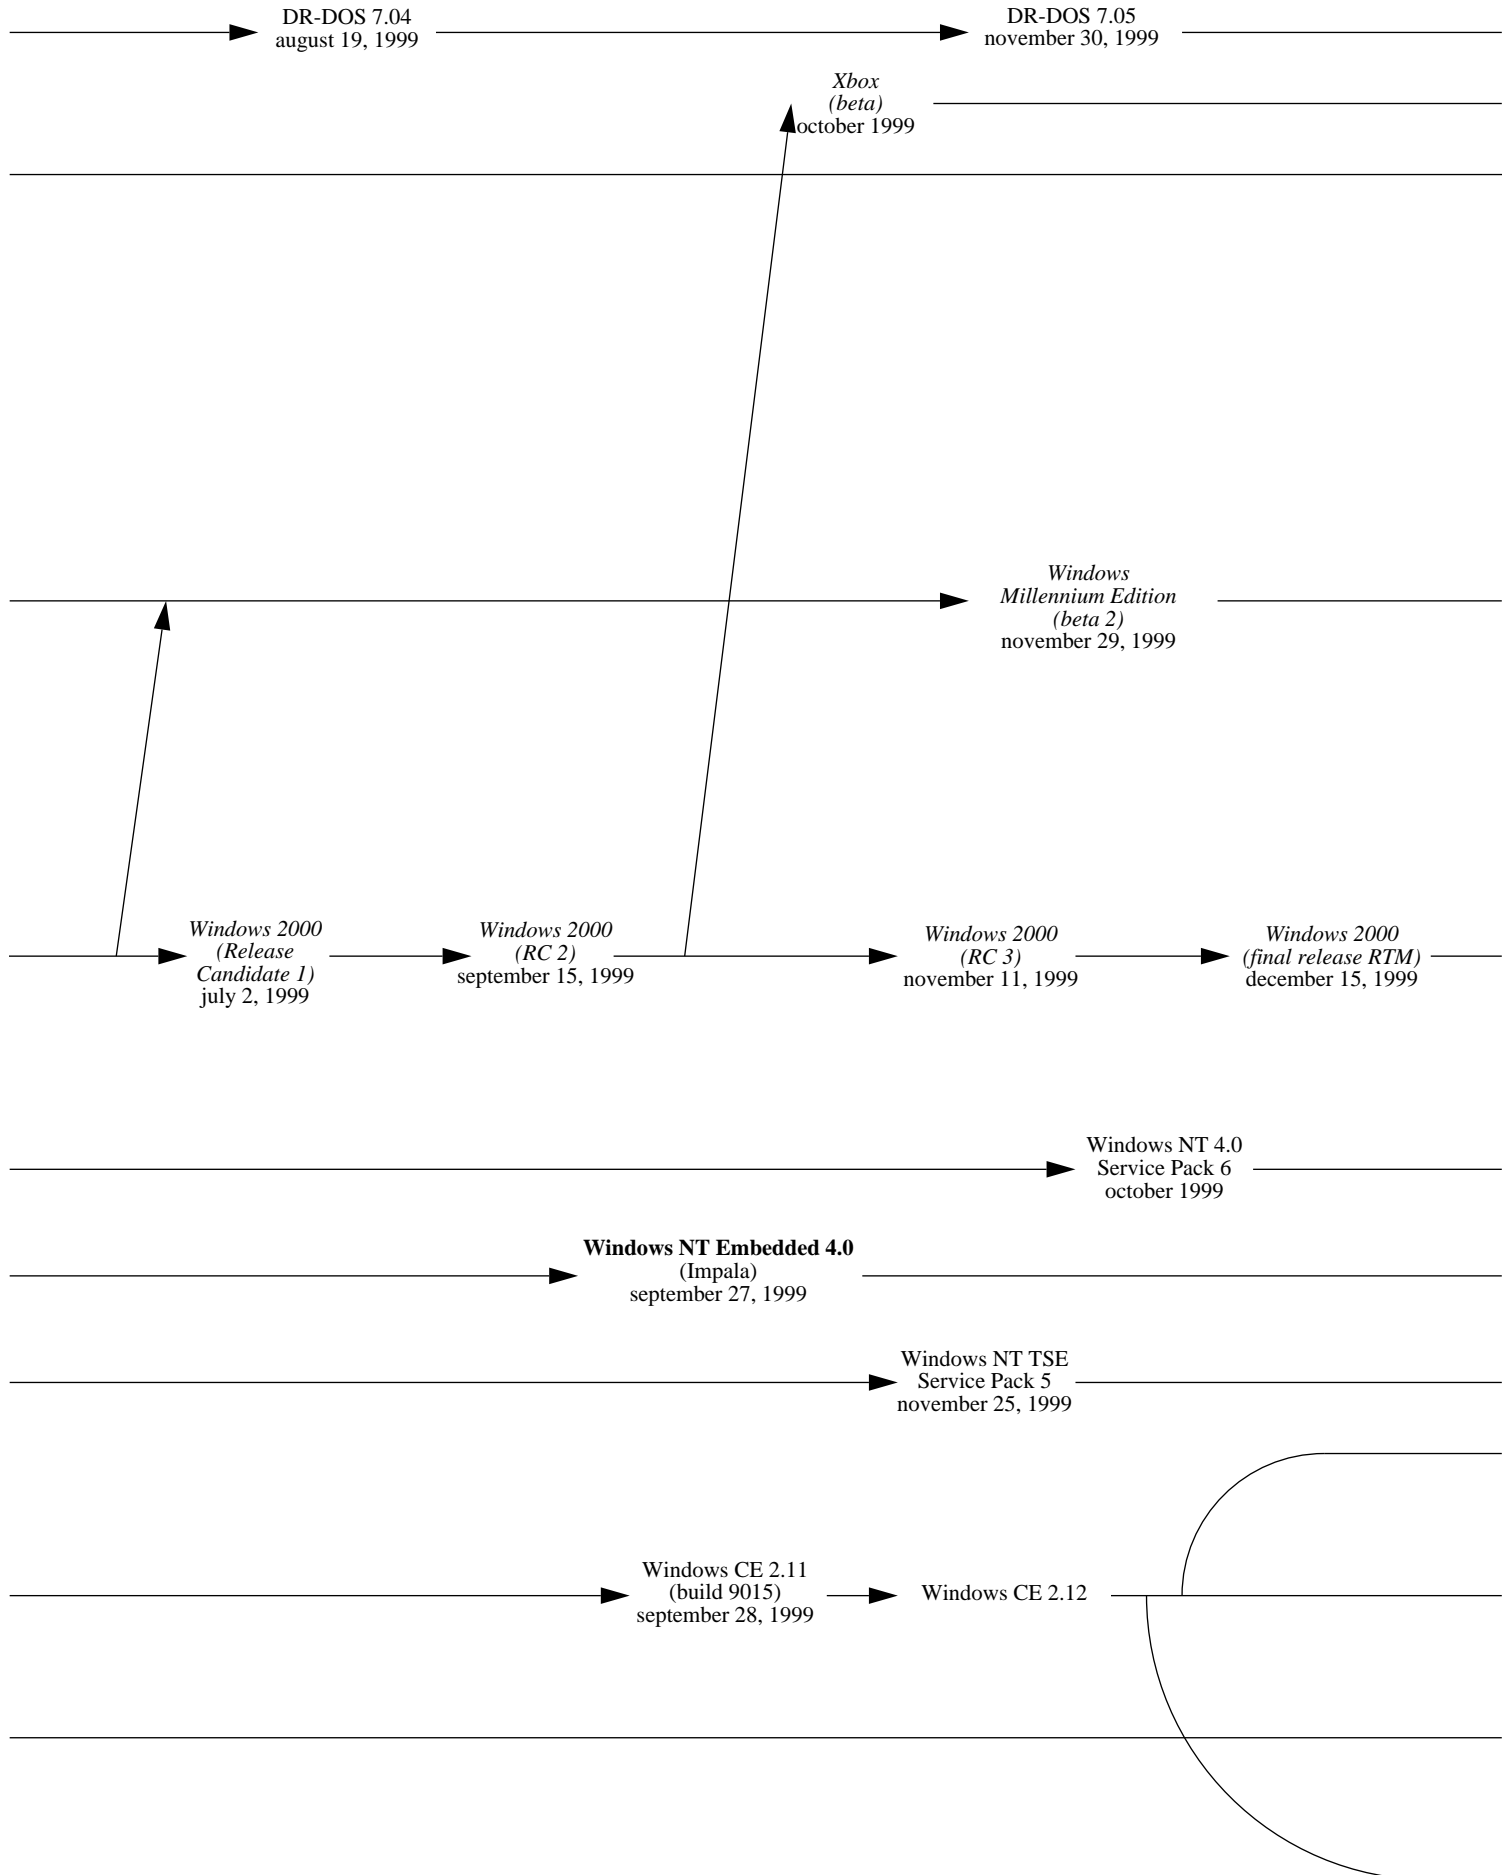 DR-DOS 7.04
august 19, 1999
DR-DOS 7.05
november 30, 1999
Xbox
(beta)
october 1999
Windows
Millennium Edition
(beta 2)
november 29, 1999
Windows 2000
(Release
Candidate 1)
july 2, 1999
Windows 2000
(RC 2)
september 15, 1999
Windows 2000
(RC 3)
november 11, 1999
Windows 2000
(final release RTM)
december 15, 1999
Windows NT 4.0
Service Pack 6
october 1999
Windows NT Embedded 4.0
(Impala)
september 27, 1999
Windows NT TSE
Service Pack 5
november 25, 1999
Windows CE 2.11
(build 9015)
september 28, 1999
Windows CE 2.12